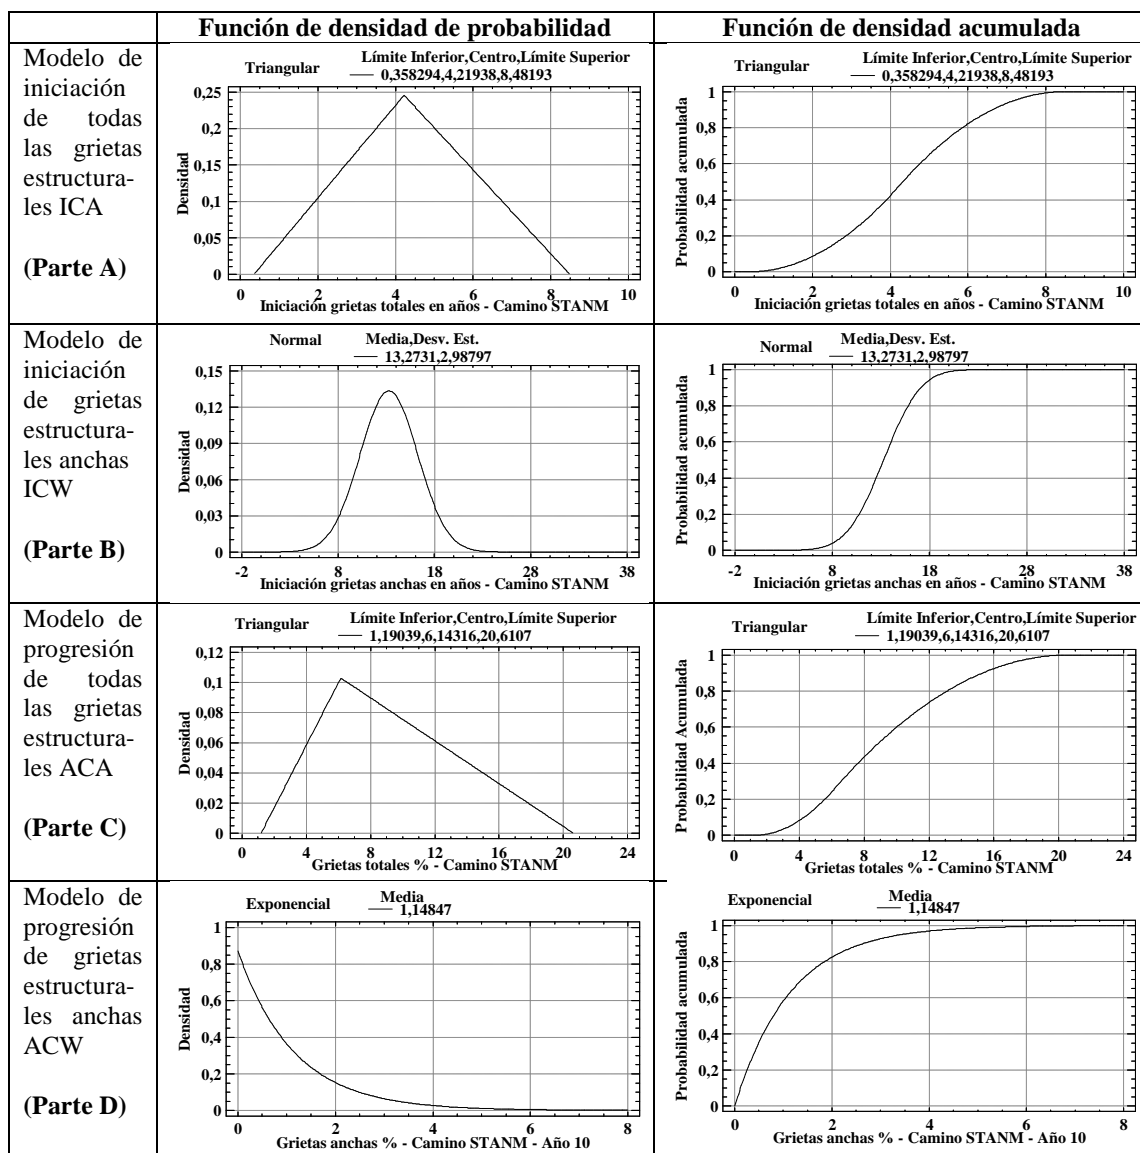 Función de densidad de probabilidad
Función de densidad acumulada
Modelo de
iniciación
de todas
las grietas
estructura-
les ICA
(Parte A)
Triangular
Límite Inferior,Centro,Límite Superior
0,358294,4,21938,8,48193
Densidad
0,25
0,2
0,15
0,1
0,05
0
0 2 4 6 8 10
Iniciación grietas totales en años - Camino STANM
Triangular
Límite Inferior,Centro,Límite Superior
0,358294,4,21938,8,48193
Probabilidad acumulada
1
0,8
0,6
0,4
0,2
0
0 2 4 6 8 10
Iniciación grietas totales en años - Camino STANM
Modelo de
iniciación
de grietas
estructura-
les anchas
ICW
(Parte B)
Normal
Media,Desv. Est.
13,2731,2,98797
Densidad
0,15
0,12
0,09
0,06
0,03
0
-2 8 18 28 38
Iniciación grietas anchas en años - Camino STANM
Normal
Media,Desv. Est.
13,2731,2,98797
Probabilidad acumulada
1
0,8
0,6
0,4
0,2
0
-2 8 18 28 38
Iniciación grietas anchas en años - Camino STANM
Modelo de
progresión
de todas
las grietas
estructura-
les ACA
(Parte C)
Triangular
Límite Inferior,Centro,Límite Superior
1,19039,6,14316,20,6107
Densidad
0,12
0,1
0,08
0,06
0,04
0,02
0
0 4 8 12 16 20 24
Grietas totales % - Camino STANM
Triangular
Límite Inferior,Centro,Límite Superior
1,19039,6,14316,20,6107
Probabilidad Acumulada
1
0,8
0,6
0,4
0,2
0
0 4 8 12 16 20 24
Grietas totales % - Camino STANM
Modelo de
progresión
de grietas
estructura-
les anchas
ACW
(Parte D)
Exponencial
Media
1,14847
Densidad
1
0,8
0,6
0,4
0,2
0
0 2 4 6 8
Grietas anchas % - Camino STANM - Año 10
Exponencial
Media
1,14847
Probabilidad acumulada
1
0,8
0,6
0,4
0,2
0
0 2 4 6 8
Grietas anchas % - Camino STANM - Año 10